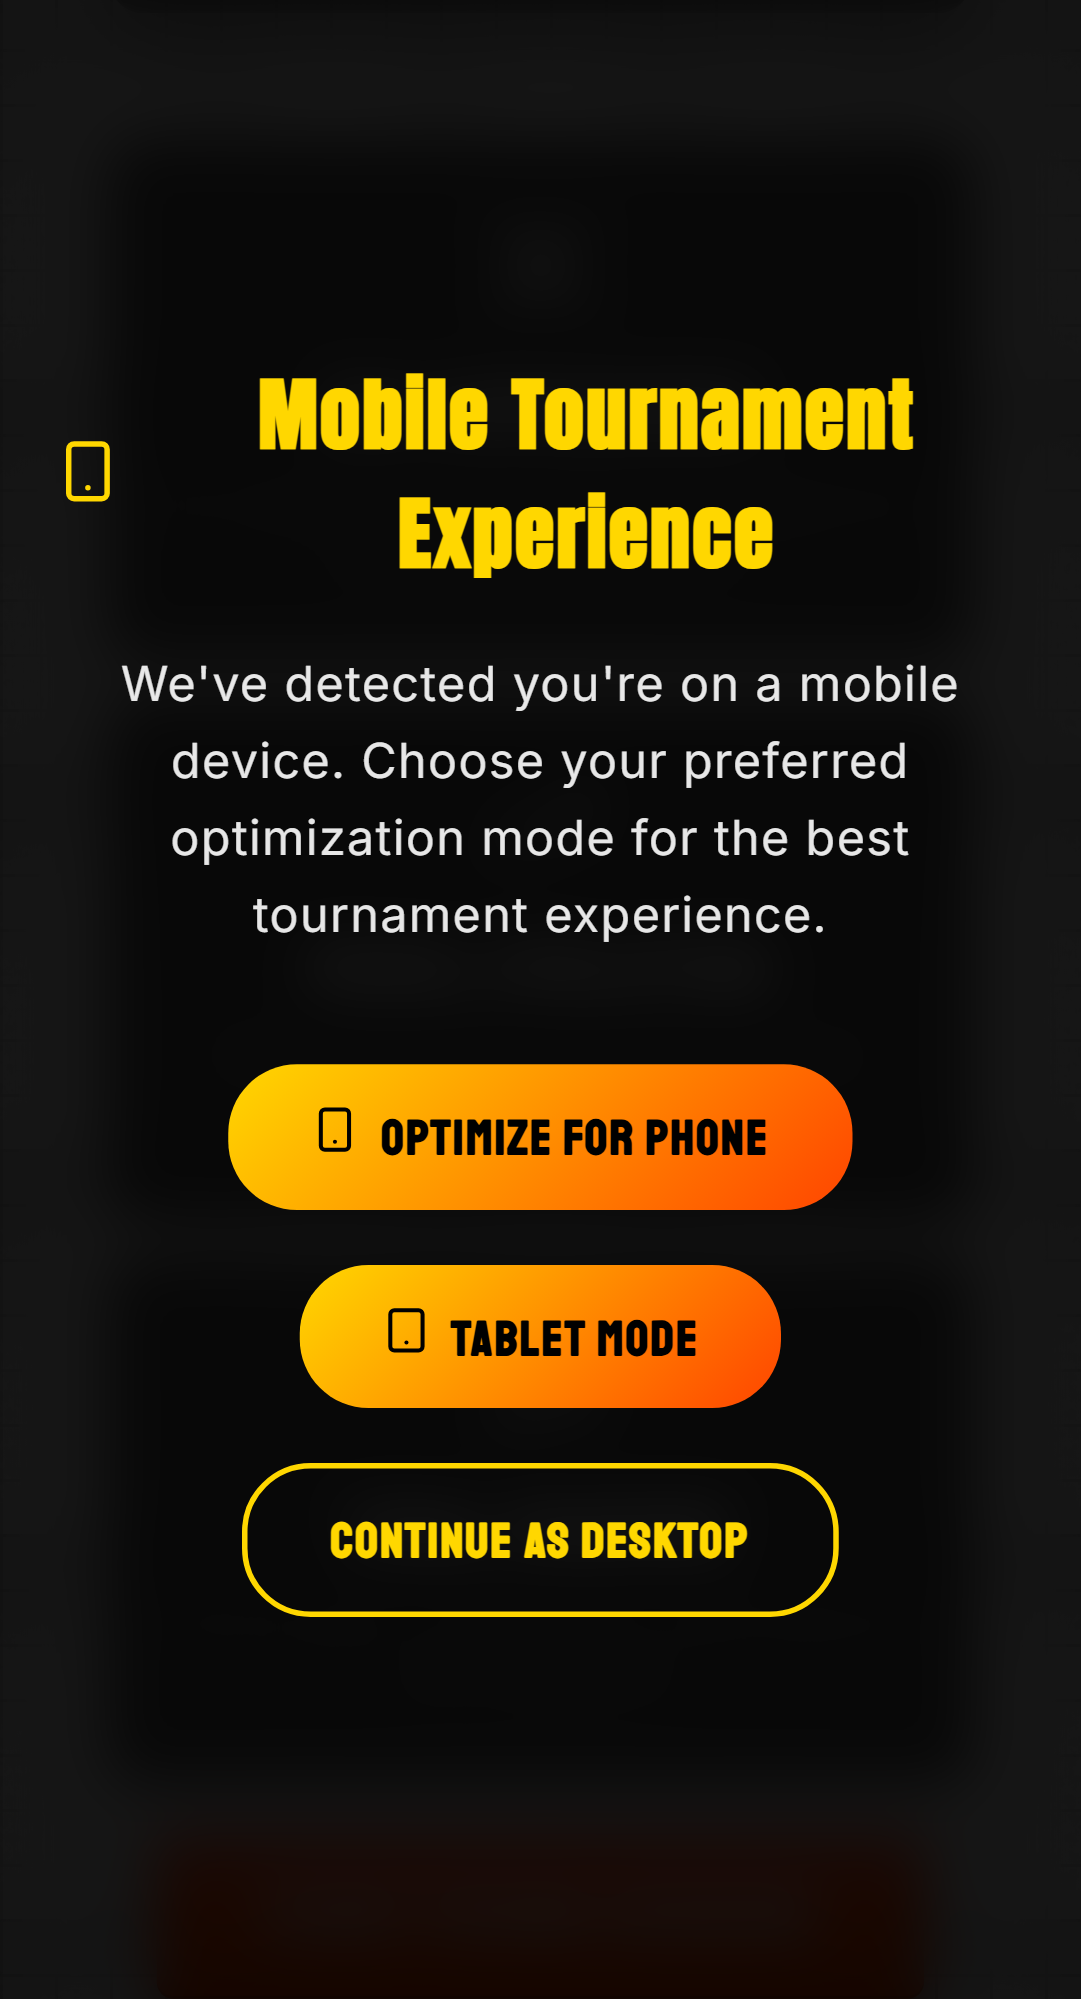 Mobile Tournament
Experience
We've detected you're on a mobile
device. Choose your preferred
optimization mode for the best
tournament experience.
OPTIMIZE FOR PHONE
TABLET MODE
CONTINUE AS DESKTOP